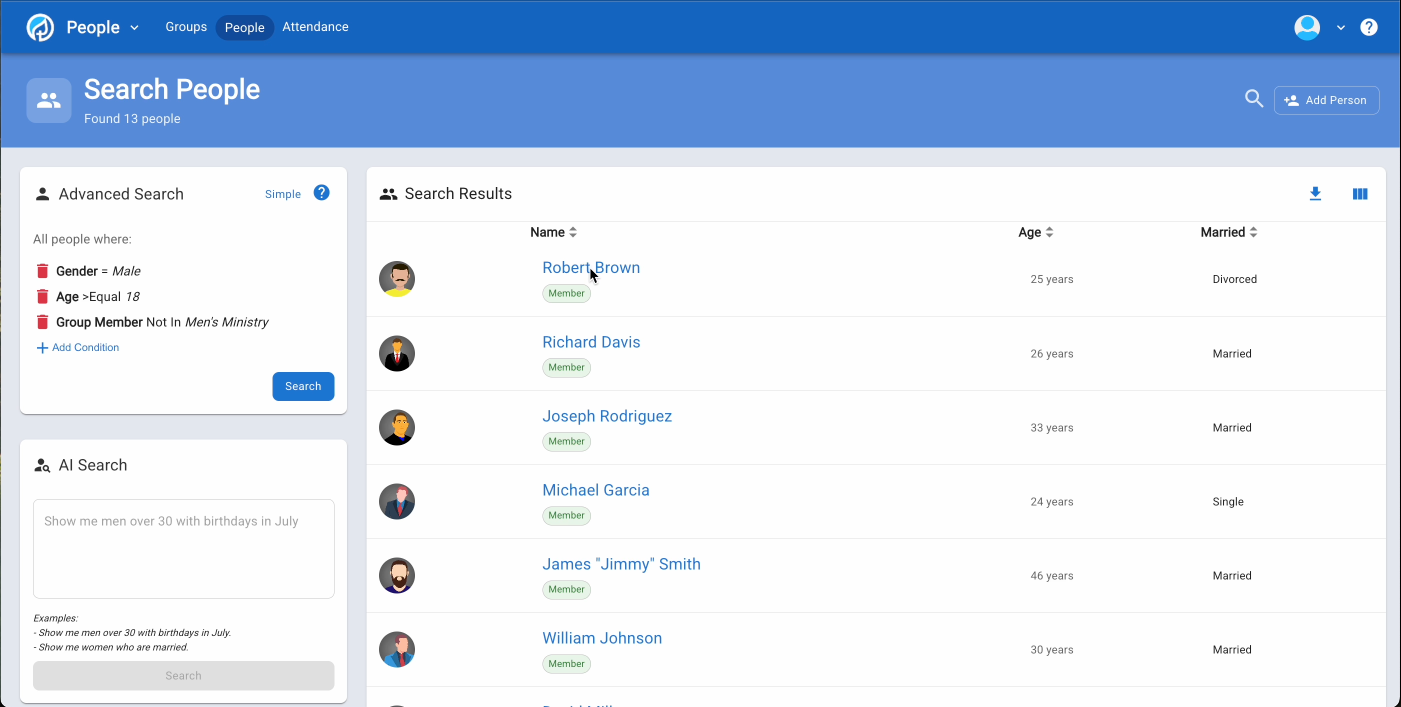 People
Groups
People
Attendance
Search People
Found 13 people
Add Person
Advanced Search
Simple
All people where:
Gender = Male
Age >Equal 18
Group Member Not In Men's Ministry
Add Condition
Search
AI Search
Show me men over 30 with birthdays in July
Examples:
- Show me men over 30 with birthdays in July.
- Show me women who are married.
Search
Search Results
Name Age Married
Robert Brown
Member
25 years
Divorced
Richard Davis
Member
26 years
Married
Joseph Rodriguez
Member
33 years
Married
Michael Garcia
Member
24 years
Single
James "Jimmy" Smith
Member
46 years
Married
William Johnson
Member
30 years
Married